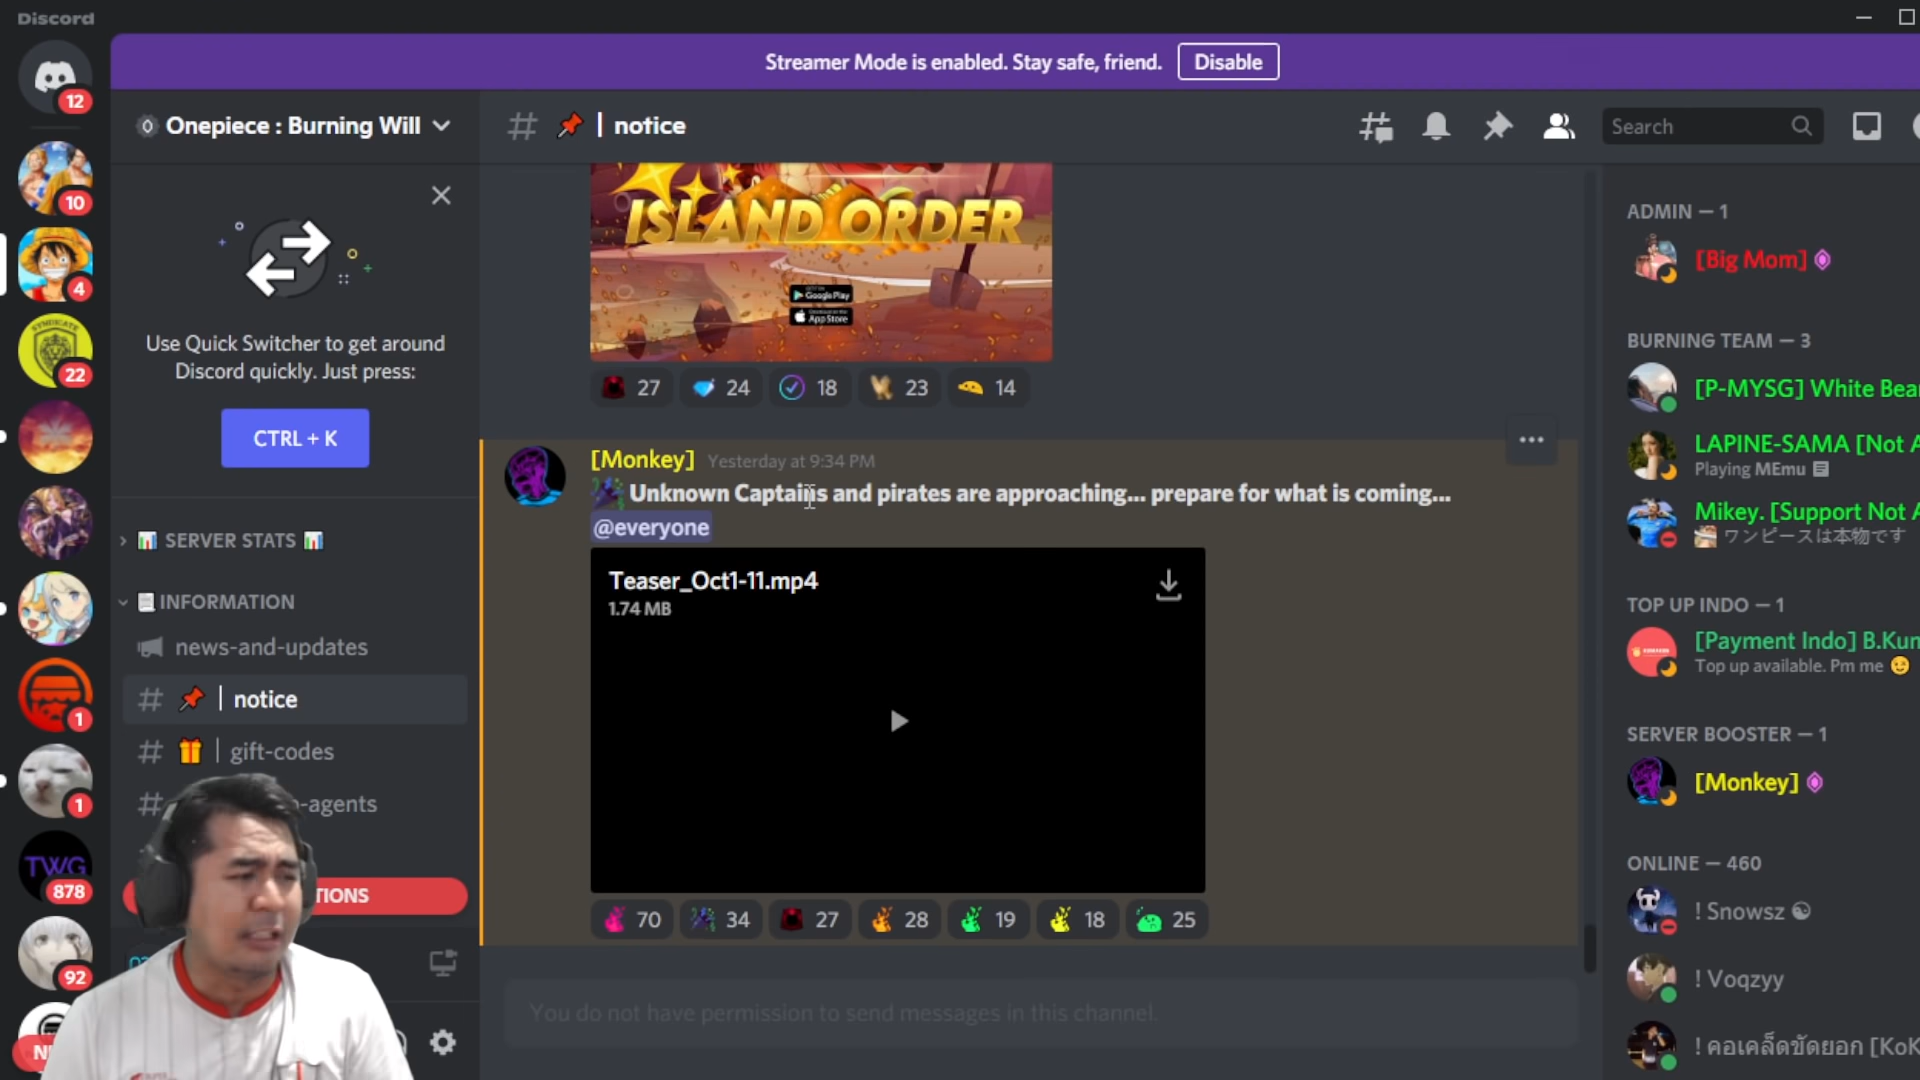 Discord
Streamer Mode is enabled. Stay safe, friend.
Disable
12
10
4
SYNDICATE
22
1
1
TWG
878
92
Onepiece : Burning Will
Use Quick Switcher to get around
Discord quickly. Just press:
CTRL + K
SERVER STATS
INFORMATION
news-and-updates
notice
gift-codes
-agents
TIONS
notice
Search
ISLAND ORDER
Google Play
App Store
27
24
18
23
14
[Monkey] Yesterday at 9:34 PM
Unknown Captains and pirates are approaching... prepare for what is coming...
@everyone
Teaser_Oct1-11.mp4
1.74 MB
70
34
27
28
19
18
25
You do not have permission to send messages in this channel.
ADMIN — 1
[Big Mom]
BURNING TEAM — 3
[P-MYSG] White Bear
LAPINE-SAMA [Not A
Playing MEmu
Mikey. [Support Not A
ワンピースは本物です
TOP UP INDO — 1
[Payment Indo] B.Kum
Top up available. Pm me 😉
SERVER BOOSTER — 1
[Monkey]
ONLINE — 460
! Snowsz ☯
! Voqzyy
! คอเคล็ดขัดยอก [KoK